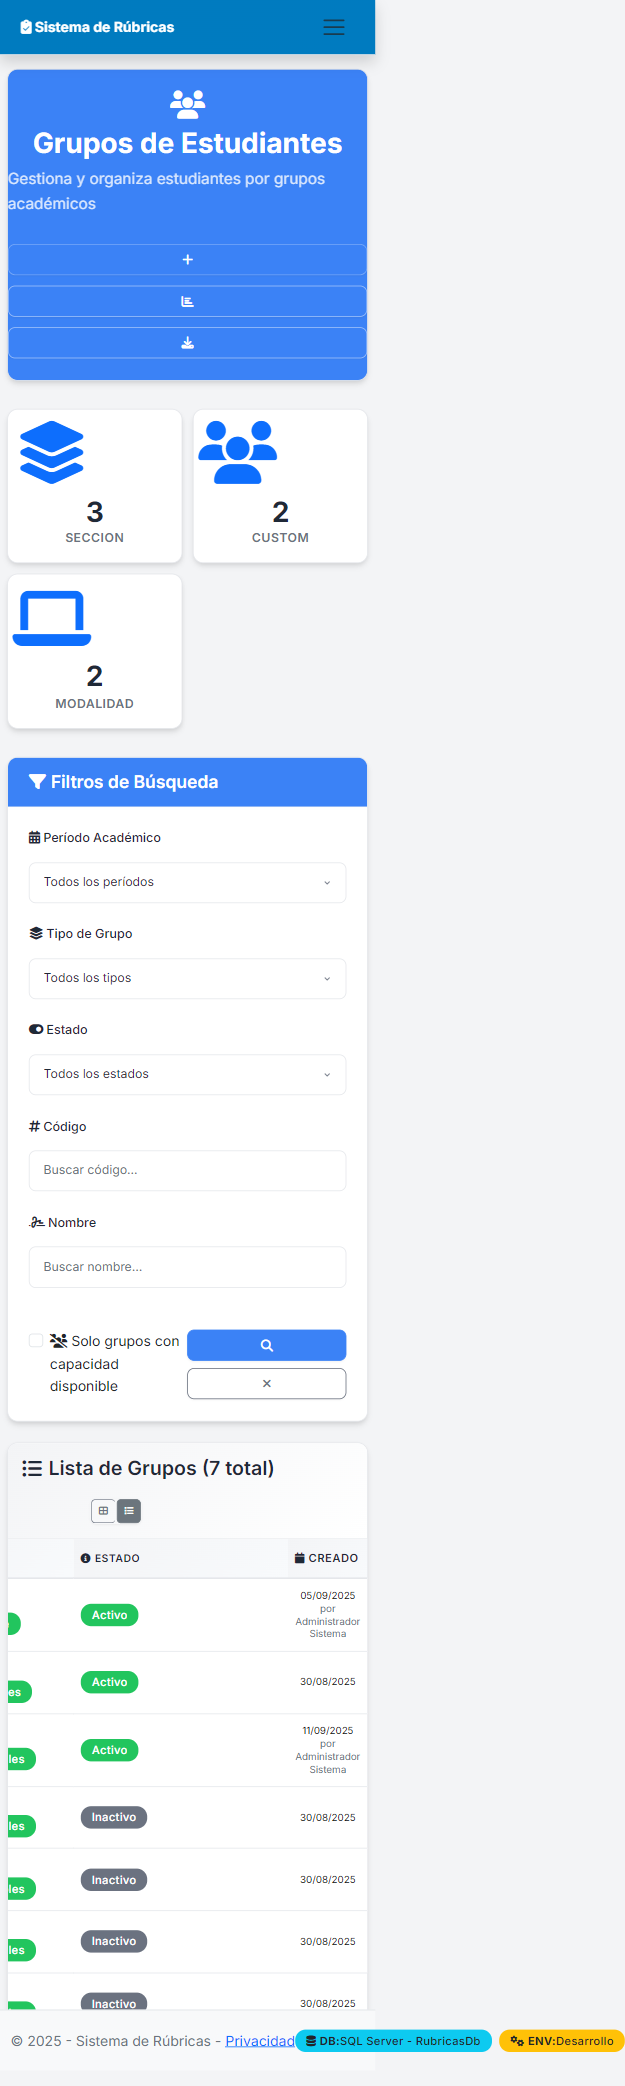 Sistema de Rúbricas
Grupos de Estudiantes
Gestiona y organiza estudiantes por grupos
académicos
3
SECCION
2
CUSTOM
2
MODALIDAD
Filtros de Búsqueda
Período Académico
Todos los períodos
Tipo de Grupo
Todos los tipos
Estado
Todos los estados
Código
Buscar código...
Nombre
Buscar nombre...
Solo grupos con
capacidad
disponible
Lista de Grupos (7 total)
ESTADO CREADO
Activo
05/09/2025
por
Administrador
Sistema
es Activo 30/08/2025
les Activo
11/09/2025
por
Administrador
Sistema
les Inactivo 30/08/2025
les Inactivo 30/08/2025
les Inactivo 30/08/2025
Inactivo 30/08/2025
© 2025 - Sistema de Rúbricas - Privacidad DB:SQL Server - RubricasDb ENV:Desarrollo